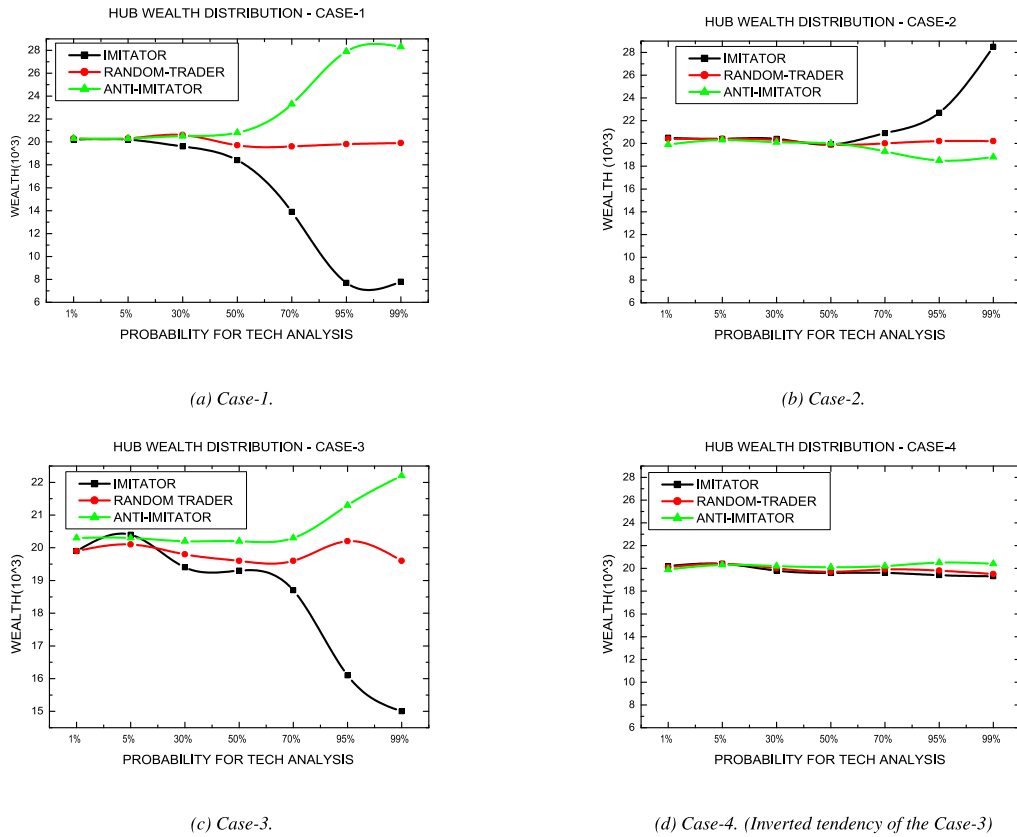 HUB WEALTH DISTRIBUTION - CASE-1
IMITATOR
RANDOM-TRADER
ANTI-IMITATOR
WEALTH(10^3)
28
26
24
22
20
18
16
14
12
10
8
6
1% 5% 30% 50% 70% 95% 99%
PROBABILITY FOR TECH ANALYSIS
(a) Case-1.
HUB WEALTH DISTRIBUTION - CASE-2
IMITATOR
RANDOM-TRADER
ANTI-IMITATOR
WEALTH (10^3)
28
26
24
22
20
18
16
14
12
10
8
6
1% 5% 30% 50% 70% 95% 99%
PROBABILITY FOR TECH ANALYSIS
(b) Case-2.
HUB WEALTH DISTRIBUTION - CASE-3
IMITATOR
RANDOM TRADER
ANTI-IMITATOR
WEALTH(10^3)
22
21
20
19
18
17
16
15
1% 5% 30% 50% 70% 95% 99%
PROBABILITY FOR TECH ANALYSIS
(c) Case-3.
HUB WEALTH DISTRIBUTION - CASE-4
IMITATOR
RANDOM-TRADER
ANTI-IMITATOR
WEALTH(10^3)
28
26
24
22
20
18
16
14
12
10
8
6
1% 5% 30% 50% 70% 95% 99%
PROBABILITY FOR TECH ANALYSIS
(d) Case-4. (Inverted tendency of the Case-3)